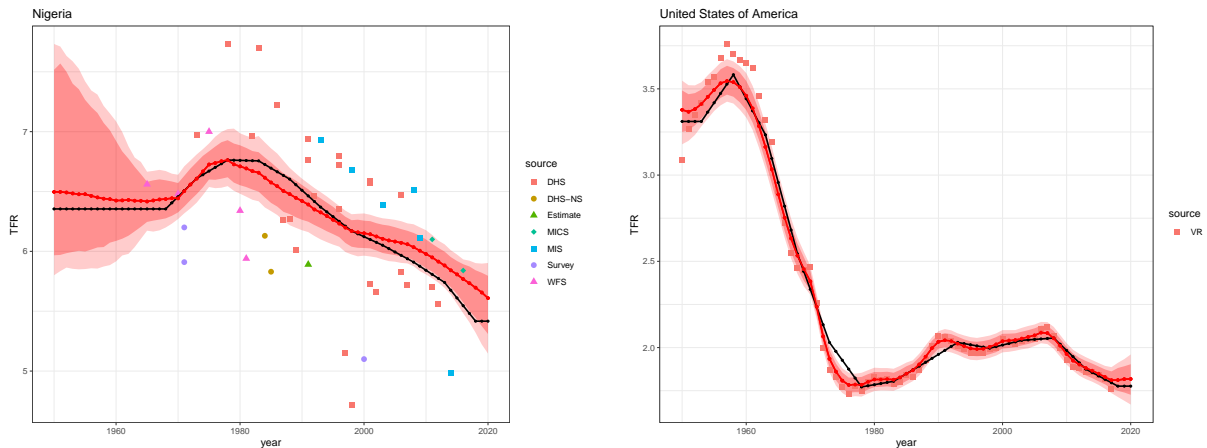 Nigeria
TFR
7
6
5
1960 1980 2000 2020
year
source
DHS
DHS-NS
Estimate
MICS
MIS
Survey
WFS
United States of America
TFR
3.5
3.0
2.5
2.0
1960 1980 2000 2020
year
source
VR